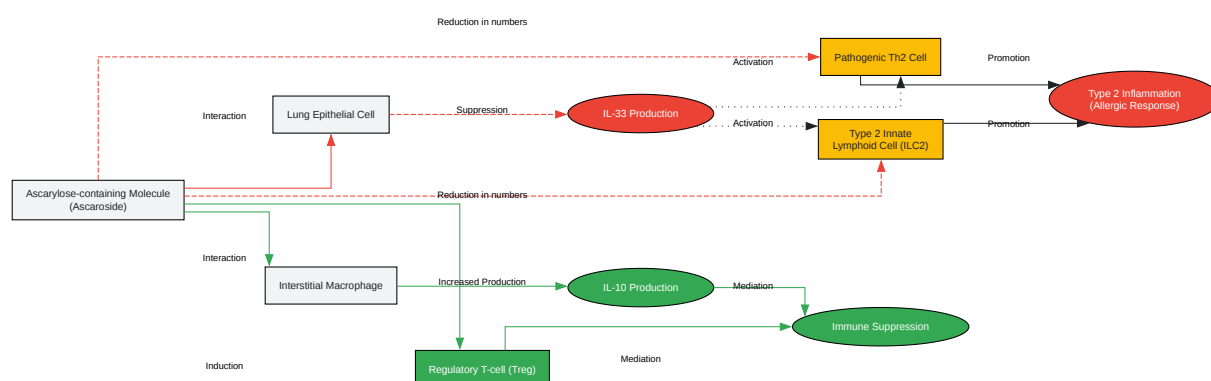 Reduction in numbers
Activation
Pathogenic Th2 Cell
Promotion
Type 2 Inflammation
(Allergic Response)
Interaction
Lung Epithelial Cell
Suppression
IL-33 Production
Activation
Type 2 Innate
Lymphoid Cell (ILC2)
Promotion
Ascarylose-containing Molecule
(Ascaroside)
Reduction in numbers
Interaction
Interstitial Macrophage
Increased Production
IL-10 Production
Mediation
Immune Suppression
Induction
Regulatory T-cell (Treg)
Mediation